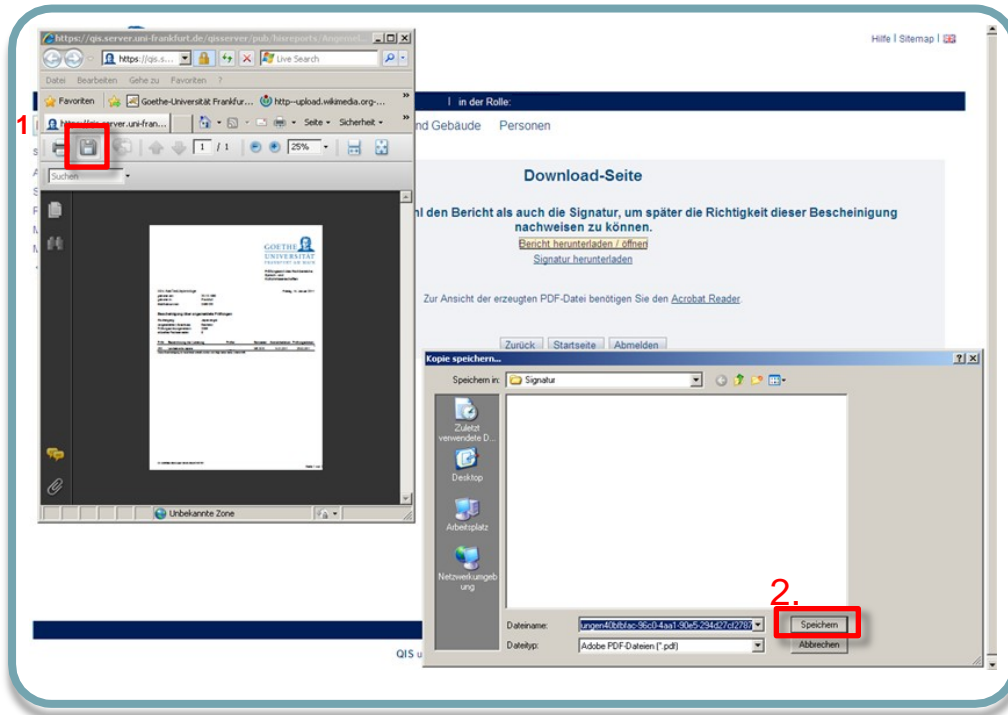 https://qis.server.uni-frankfurt.de/qisserver/pub/hisreports/Angemel...
https://qis.s...
Live Search
Datei Bearbeiten Gehe zu Favoriten ?
Favoriten Goethe-Universität Frankfur... http--upload.wikimedia.org-...
https://qis.server.uni-fran...
Seite Sicherheit
1
1 / 1
25%
Suchen
GOETHE
UNIVERSITÄT
FRANKFURT AM MAIN
Unbekannte Zone
Hilfe | Sitemap |
| in der Rolle:
nd Gebäude Personen
Download-Seite
hl den Bericht als auch die Signatur, um später die Richtigkeit dieser Bescheinigung
nachweisen zu können.
Bericht herunterladen / öffnen
Signatur herunterladen
Zur Ansicht der erzeugten PDF-Datei benötigen Sie den Acrobat Reader.
Zurück Startseite Abmelden
Kopie speichern...
Speichern in: Signatur
Zuletzt
verwendete D...
Desktop
Arbeitsplatz
Netzwerkumgeb
ung
2.
Dateiname: ungen40bfbfac-96c0-4aa1-90e5-294d27cf2787 Speichern
Dateityp: Adobe PDF-Dateien (*.pdf) Abbrechen
QIS u